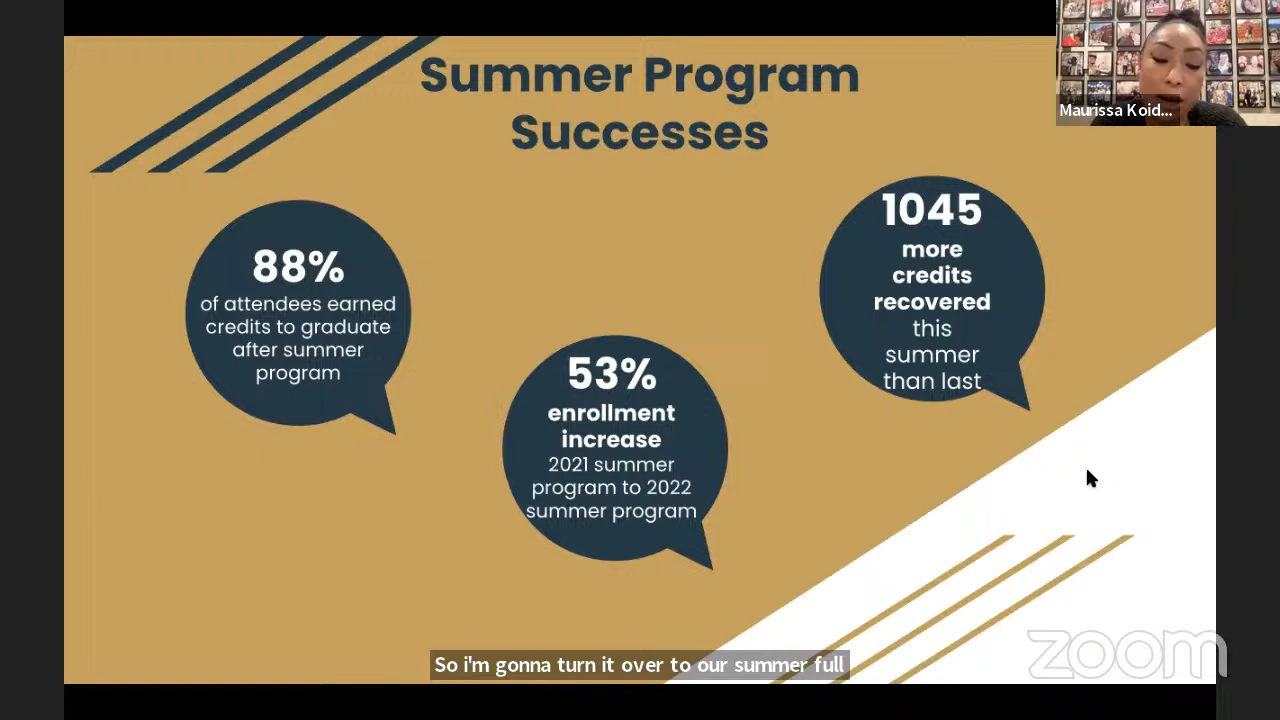 Summer Program
Successes
Maurissa Koid...
88%
of attendees earned
credits to graduate
after summer
program
53%
enrollment
increase
2021 summer
program to 2022
summer program
1045
more
credits
recovered
this
summer
than last
So i'm gonna turn it over to our summer full
zoom